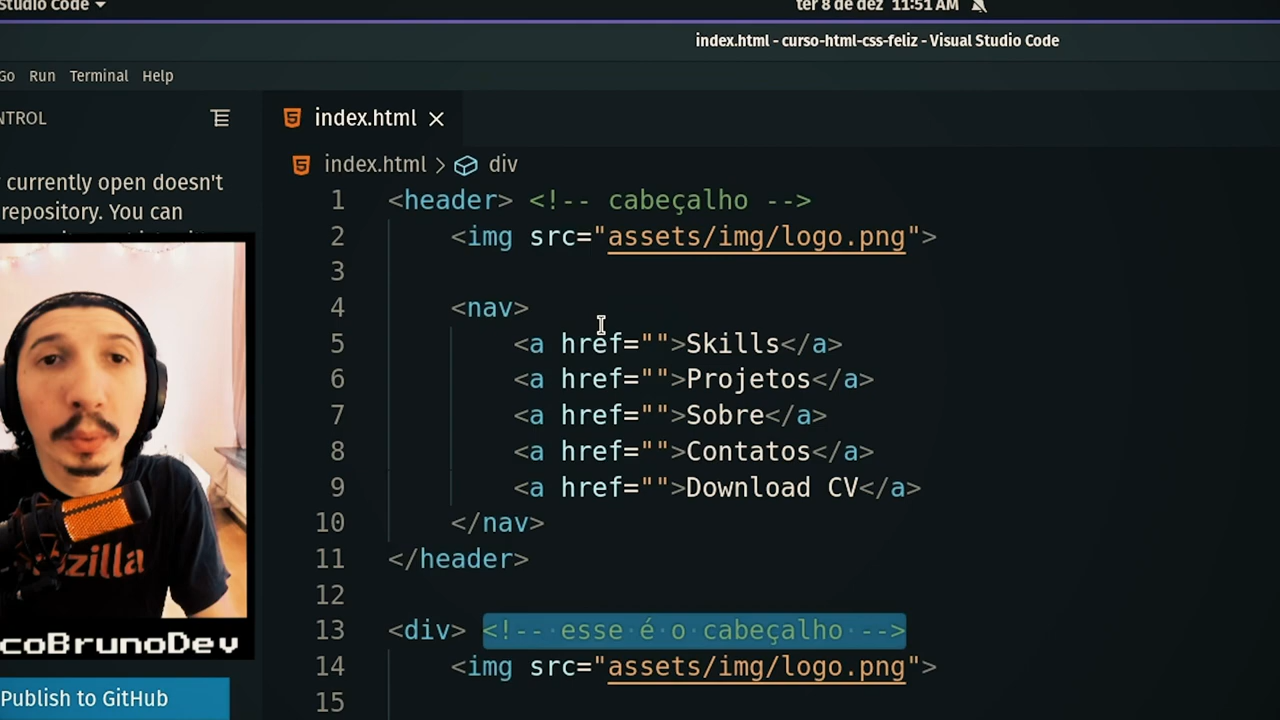 studio Code
ter 8 de dez 11:51 AM
index.html - curso-html-css-feliz - Visual Studio Code
Go Run Terminal Help
NTROL
index.html
index.html > div
currently open doesn't
repository. You can
1 <header> <!-- cabeçalho -->
2 <img src="assets/img/logo.png">
3
4 <nav>
5 <a href="">Skills</a>
6 <a href="">Projetos</a>
7 <a href="">Sobre</a>
8 <a href="">Contatos</a>
9 <a href="">Download CV</a>
10 </nav>
11 </header>
12
13 <div> <!-- esse é o cabeçalho -->
14 <img src="assets/img/logo.png">
15
ozilla
coBrunoDev
Publish to GitHub